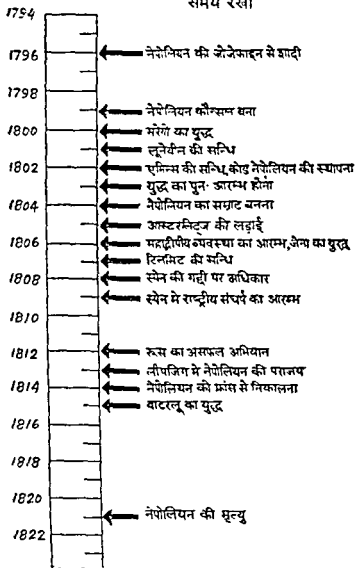 समय रेखा
1794
1796 नेपोलियन की जोजेफाइन से शादी
1798
नेपोलियन कौन्सल बना
1800 मरेंगो का युद्ध
लूनेवील की सन्धि
1802 एमिन्स की सन्धि, कोड नेपोलियन की स्थापना
युद्ध का पुनः आरम्भ होना
1804 नेपोलियन का सम्राट बनना
आस्टरलिट्ज की लड़ाई
1806 महाद्वीपीय व्यवस्था का आरम्भ, जेना का युद्ध
टिलसिट की सन्धि
1808 स्पेन की गद्दी पर अधिकार
स्पेन मे राष्ट्रीय संघर्ष का आरम्भ
1810
1812 रूस का असफल अभियान
लीपजिग मे नेपोलियन की पराजय
1814 नेपोलियन को फ्रांस से निकालना
वाटरलू का युद्ध
1816
1818
1820
नेपोलियन की मृत्यु
1822